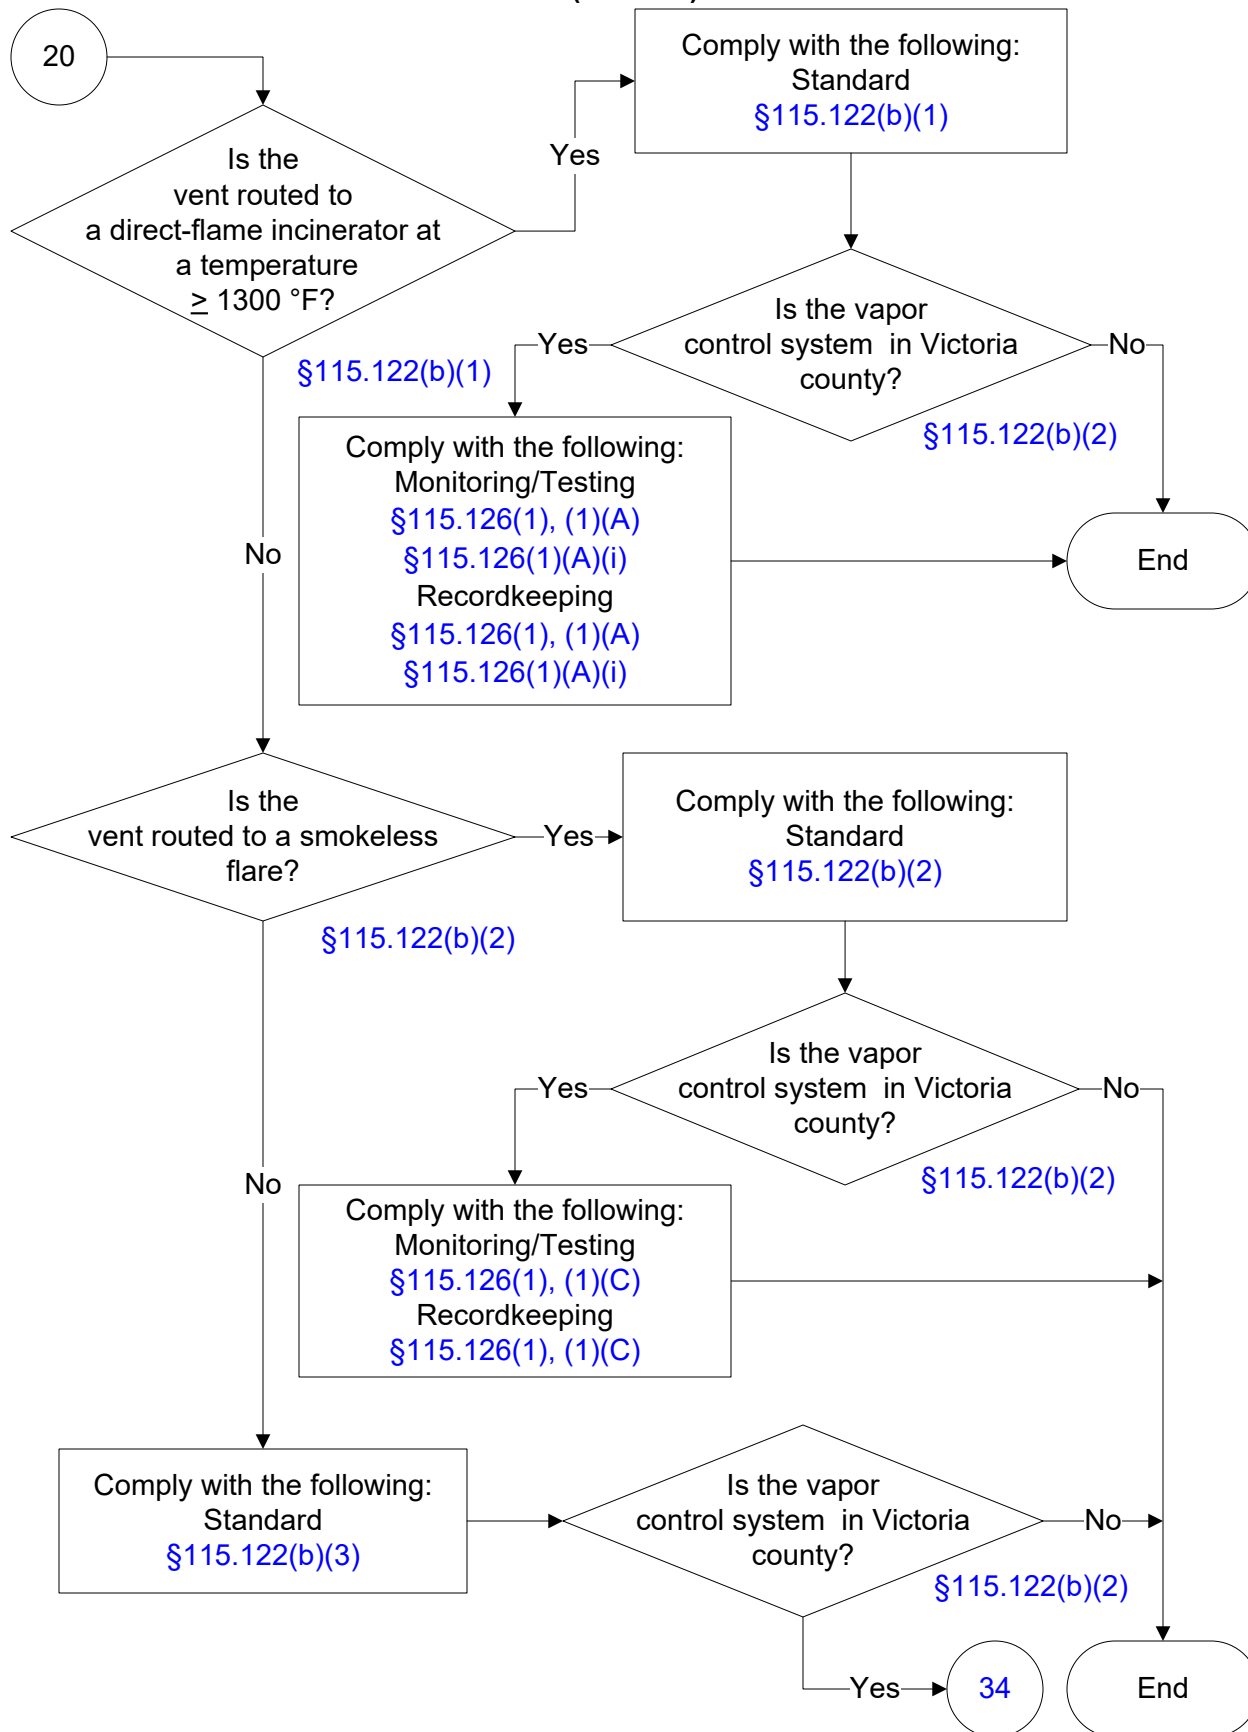 20
Comply with the following:
Standard
§115.122(b)(1)
Is the
vent routed to
a direct-flame incinerator at
a temperature
≥ 1300 °F?
Yes
§115.122(b)(1)
Is the vapor
control system in Victoria
county?
Yes
No
§115.122(b)(2)
Comply with the following:
Monitoring/Testing
§115.126(1), (1)(A)
§115.126(1)(A)(i)
Recordkeeping
§115.126(1), (1)(A)
§115.126(1)(A)(i)
End
No
Is the
vent routed to a smokeless
flare?
Yes
§115.122(b)(2)
Comply with the following:
Standard
§115.122(b)(2)
Is the vapor
control system in Victoria
county?
Yes
No
§115.122(b)(2)
No
Comply with the following:
Monitoring/Testing
§115.126(1), (1)(C)
Recordkeeping
§115.126(1), (1)(C)
Comply with the following:
Standard
§115.122(b)(3)
Is the vapor
control system in Victoria
county?
No
§115.122(b)(2)
Yes
34
End